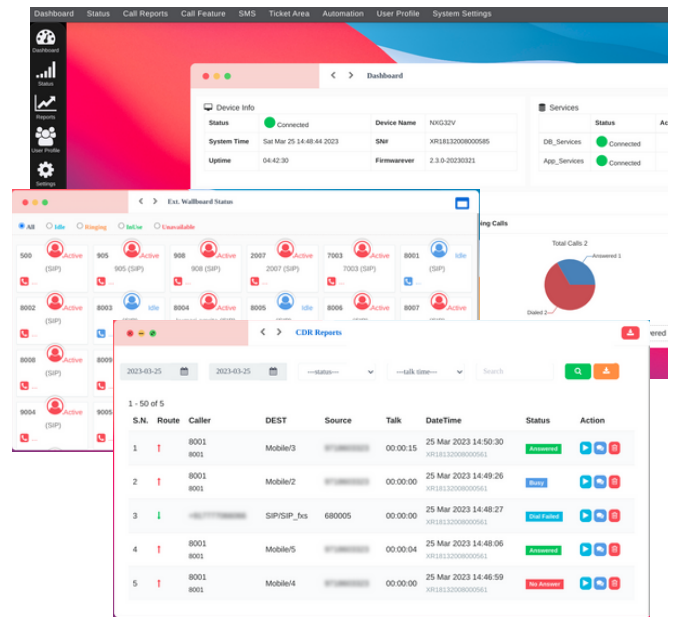 Dashboard Status Call Reports Call Feature SMS Ticket Area Automation User Profile System Settings
Dashboard
Status
Reports
User Profile
Settings
Dashboard
Device Info
Status Connected Device Name NXG32V
System Time Sat Mar 25 14:48:44 2023 SN# XR18132008000585
Uptime 04:42:30 Firmwarever 2.3.0-20230321
Services
Status
DB_Services Connected
App_Services Connected
ing Calls
Total Calls 2
Answered 1
Dialed 2
ered
Ext. Wallboard Status
All Idle Ringing InUse Unavailable
500 Active 905 Active 908 Active 2007 Active 7003 Active 8001 Idle
(SIP) 905 (SIP) 908 (SIP) 2007 (SIP) 7003 (SIP) (SIP)
... ... ... ... ... ...
8002 Active 8003 Idle 8004 Active 8005 Idle 8006 Active 8007 Active
(SIP)
... ...
8008 Active 8009
(SIP)
... ...
9004 Active 9005
(SIP)
... ...
CDR Reports
2023-03-25 2023-03-25 ---status--- ---talk time--- Search
1 - 50 of 5
S.N. Route Caller DEST Source Talk DateTime Status Action
1 8001 Mobile/3 00:00:15 25 Mar 2023 14:50:30 Answered
8001 XR18132008000561
2 8001 Mobile/2 00:00:00 25 Mar 2023 14:49:26 Busy
8001 XR18132008000561
3 SIP/SIP_fxs 680005 00:00:00 25 Mar 2023 14:48:27 Dial Failed
XR18132008000561
4 8001 Mobile/5 00:00:04 25 Mar 2023 14:48:06 Answered
8001 XR18132008000561
5 8001 Mobile/4 00:00:00 25 Mar 2023 14:46:59 No Answer
8001 XR18132008000561